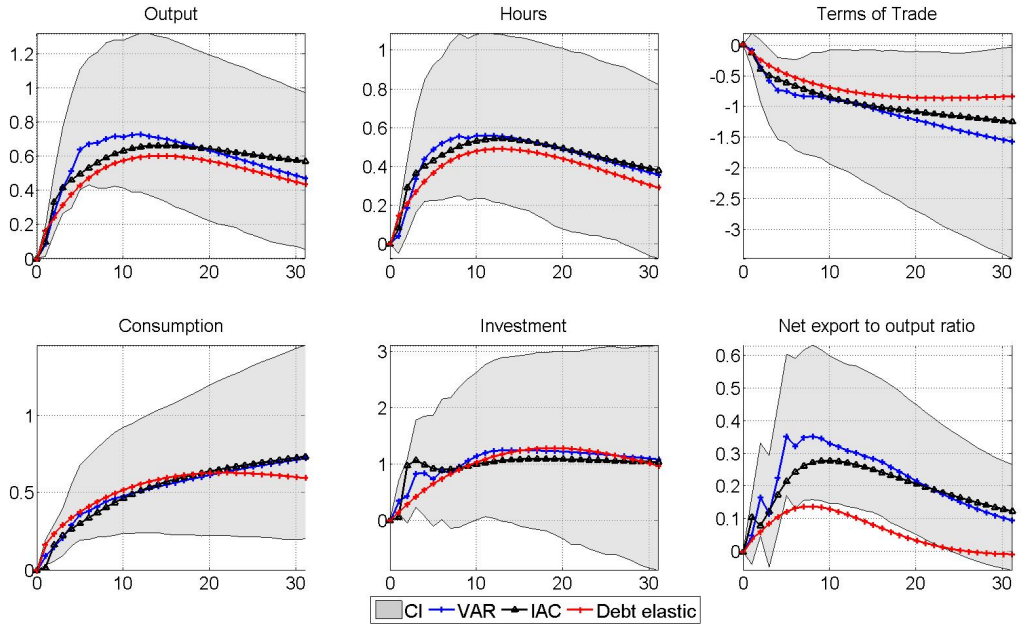 Output
1.2
1
0.8
0.6
0.4
0.2
0
0 10 20 30
Hours
1
0.8
0.6
0.4
0.2
0
0 10 20 30
Terms of Trade
0
-0.5
-1
-1.5
-2
-2.5
-3
0 10 20 30
Consumption
1
0.5
0
0 10 20 30
Investment
3
2
1
0
0 10 20 30
Net export to output ratio
0.6
0.5
0.4
0.3
0.2
0.1
0
0 10 20 30
CI VAR IAC Debt elastic